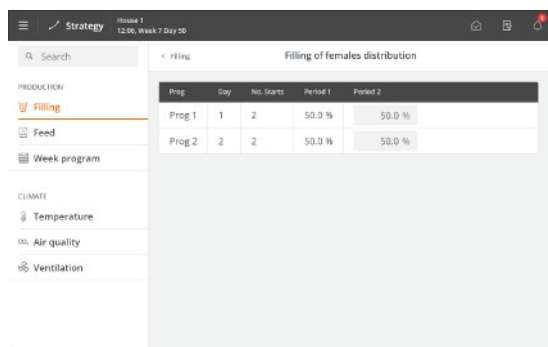 Strategy
House 1
12:06, Week 7 Day 50
Search
< Filling
Filling of females distribution
PRODUCTION
Filling
Feed
Week program
CLIMATE
Temperature
CO₂ Air quality
Ventilation
Prog Day No. Starts Period 1 Period 2
Prog 1 1 2 50.0 % 50.0 %
Prog 2 2 2 50.0 % 50.0 %